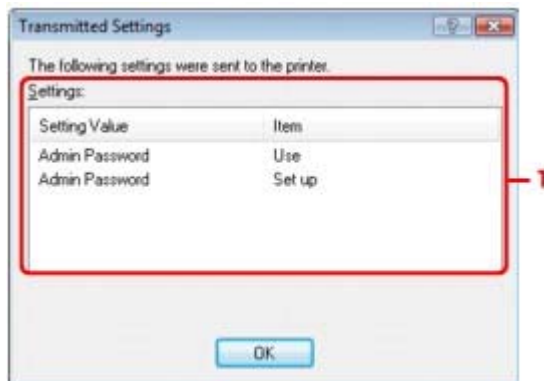 Transmitted Settings
The following settings were sent to the printer.
Settings:
Setting Value Item
Admin Password Use
Admin Password Set up
1
OK